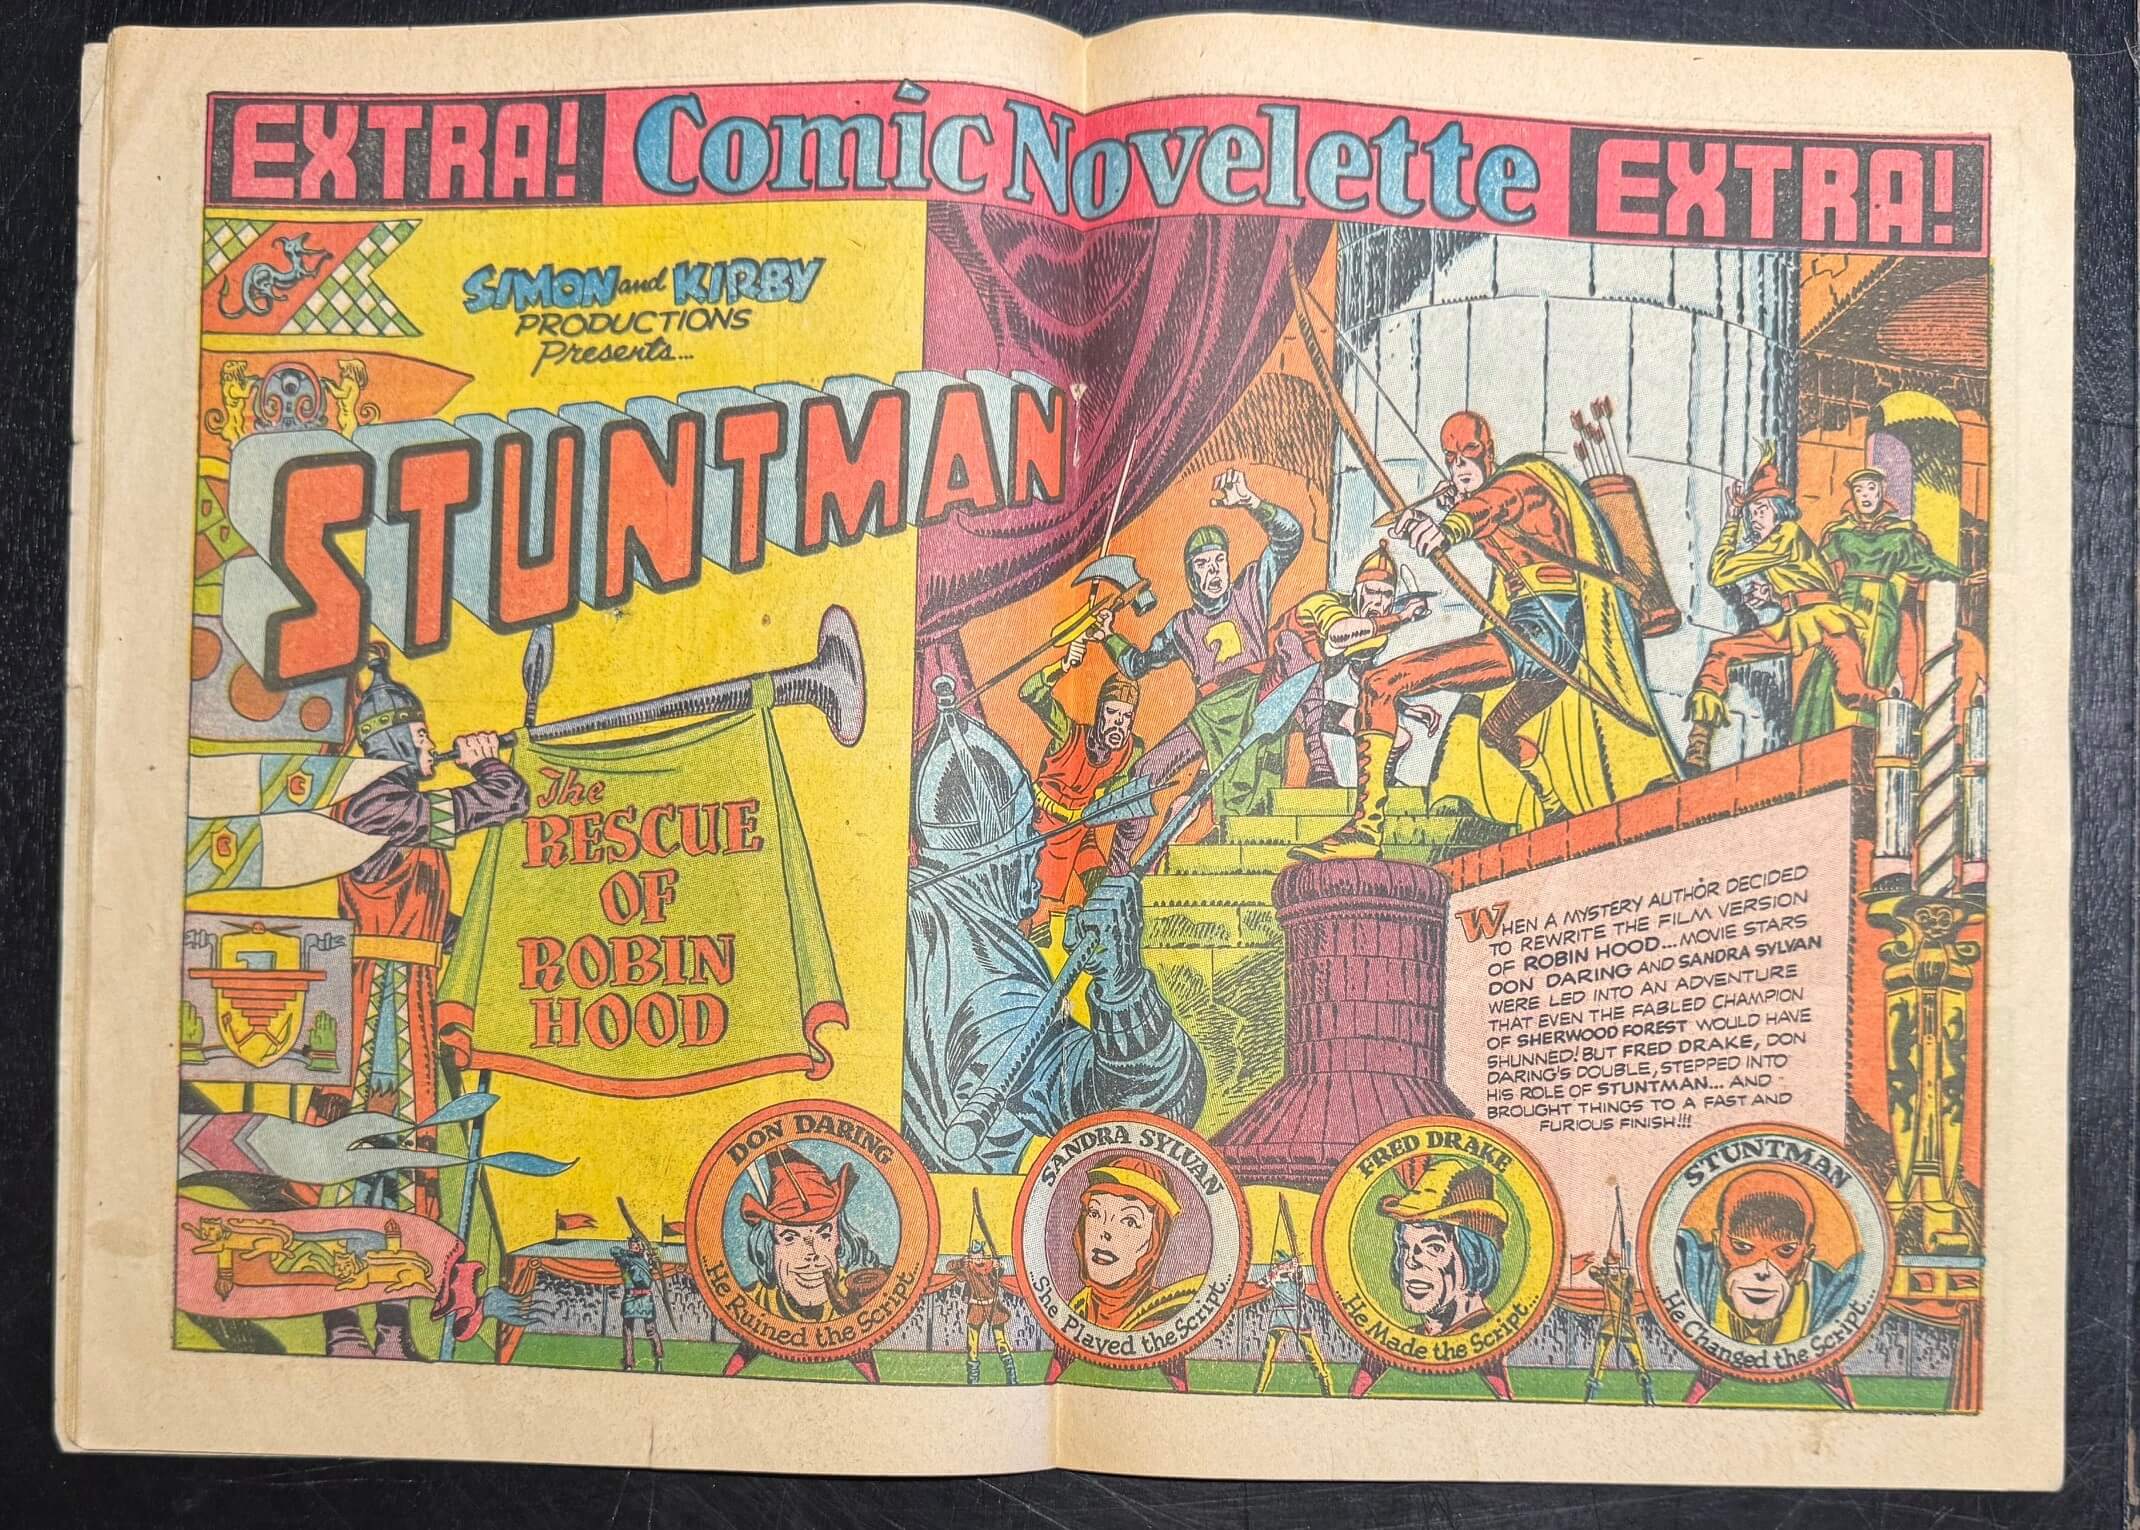 EXTRA! Comic Novelette EXTRA!
SIMON and KIRBY
PRODUCTIONS
Presents...
STUNTMAN
The
RESCUE
OF
ROBIN
HOOD
WHEN A MYSTERY AUTHOR DECIDED
TO REWRITE THE FILM VERSION
OF ROBIN HOOD... MOVIE STARS
DON DARING AND SANDRA SYLVAN
WERE LED INTO AN ADVENTURE
THAT EVEN THE FABLED CHAMPION
OF SHERWOOD FOREST WOULD HAVE
SHUNNED! BUT FRED DRAKE, DON
DARING'S DOUBLE, STEPPED INTO
HIS ROLE OF STUNTMAN... AND -
BROUGHT THINGS TO A FAST AND
FURIOUS FINISH!!!
DON DARING
...He Ruined the Script...
SANDRA SYLVAN
...She Played the Script...
FRED DRAKE
...He Made the Script...
STUNTMAN
...He Changed the Script...